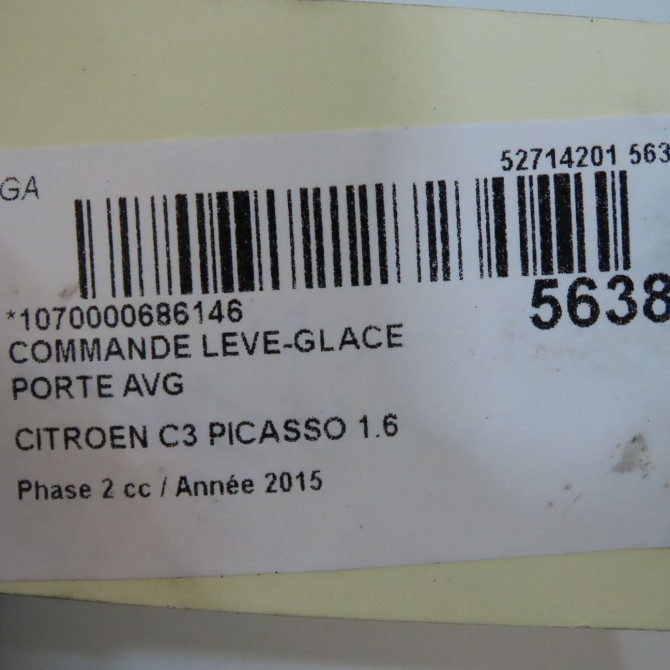 52714201 563
GA
*1070000686146
5638
COMMANDE LEVE-GLACE
PORTE AVG
CITROEN C3 PICASSO 1.6
Phase 2 cc / Année 2015